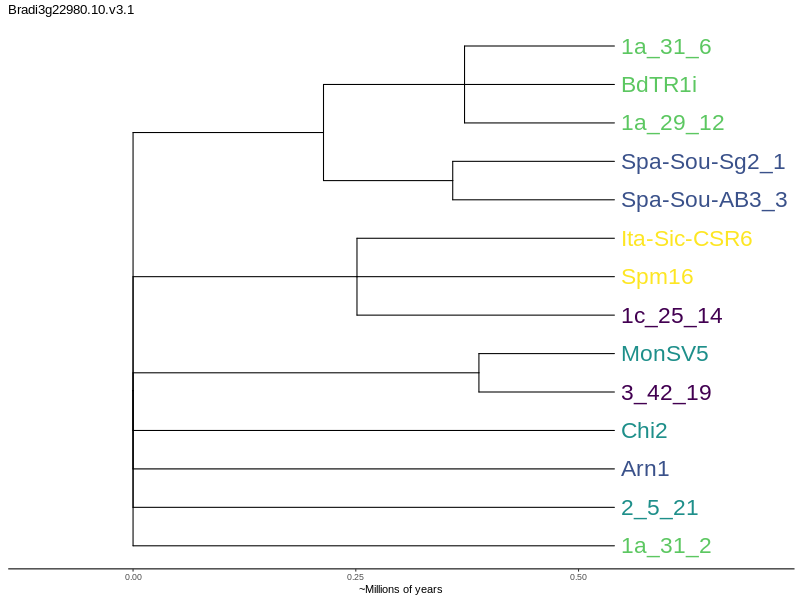 Bradi3g22980.10.v3.1
1a_31_6
BdTR1i
1a_29_12
Spa-Sou-Sg2_1
Spa-Sou-AB3_3
Ita-Sic-CSR6
Spm16
1c_25_14
MonSV5
3_42_19
Chi2
Arn1
2_5_21
1a_31_2
0.00 0.25 0.50
~Millions of years